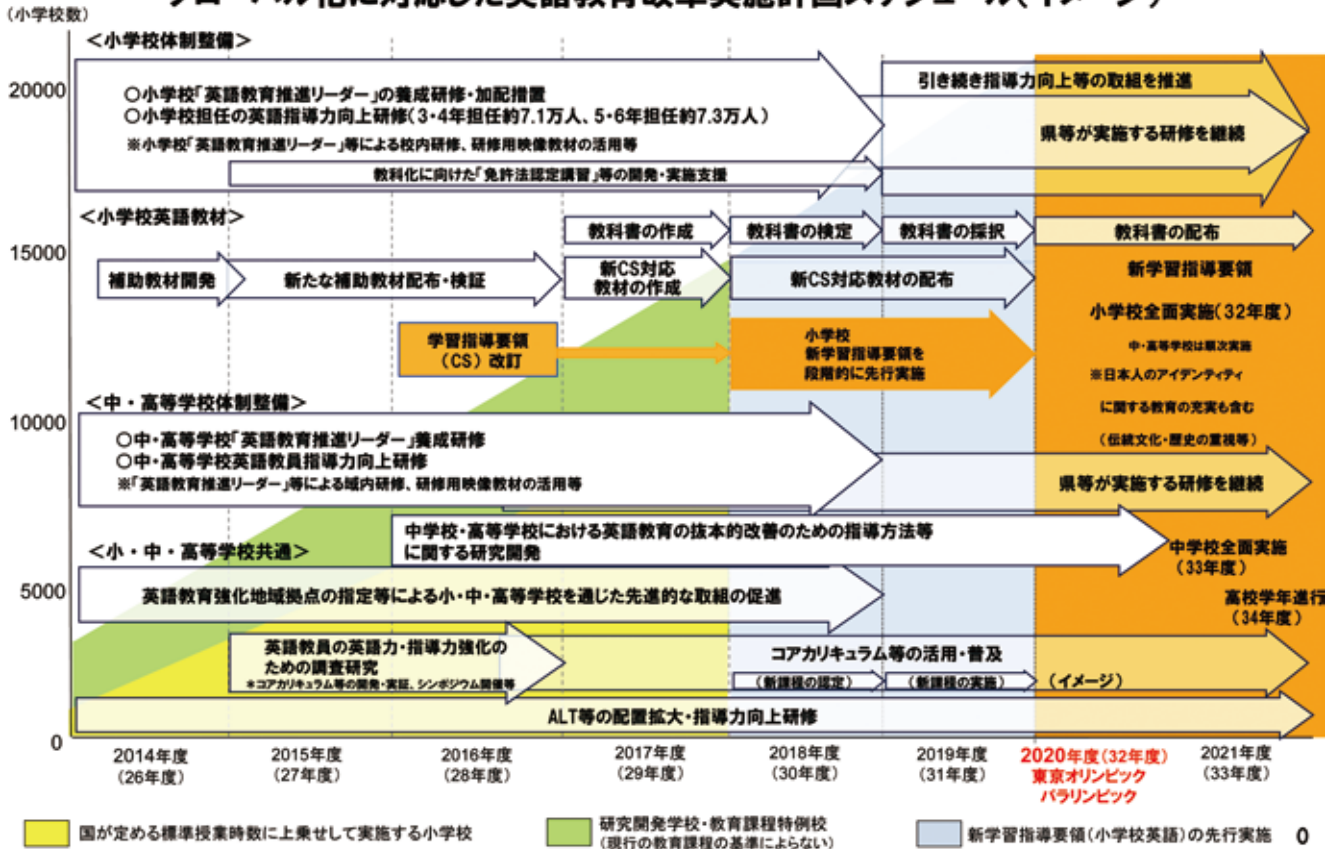 グローバル化に対応した英語教育改革実施計画スケジュール(イメージ)
(小学校数)
20000
15000
10000
5000
0
<小学校体制整備>
○小学校「英語教育推進リーダー」の養成研修・加配措置
○小学校担任の英語指導力向上研修(3・4年担任約7.1万人、5・6年担任約7.3万人)
※小学校「英語教育推進リーダー」等による校内研修、研修用映像教材の活用等
教科化に向けた「免許法認定講習」等の開発・実施支援
引き続き指導力向上等の取組を推進
県等が実施する研修を継続
<小学校英語教材>
教科書の作成
教科書の検定
教科書の採択
教科書の配布
補助教材開発
新たな補助教材配布・検証
新CS対応
教材の作成
新CS対応教材の配布
学習指導要領
(CS)改訂
小学校
新学習指導要領を
段階的に先行実施
新学習指導要領
小学校全面実施(32年度)
中・高等学校は順次実施
※日本人のアイデンティティ
に関する教育の充実も含む
(伝統文化・歴史の重視等)
<中・高等学校体制整備>
○中・高等学校「英語教育推進リーダー」養成研修
○中・高等学校英語教員指導力向上研修
※「英語教育推進リーダー」等による域内研修、研修用映像教材の活用等
県等が実施する研修を継続
中学校・高等学校における英語教育の抜本的改善のための指導方法等
に関する研究開発
中学校全面実施
(33年度)
高校学年進行
(34年度)
<小・中・高等学校共通>
英語教育強化地域拠点の指定等による小・中・高等学校を通じた先進的な取組の促進
英語教員の英語力・指導力強化の
ための調査研究
*コアカリキュラム等の開発・実証、シンポジウム開催等
コアカリキュラム等の活用・普及
(新課程の認定)
(新課程の実施)
(イメージ)
ALT等の配置拡大・指導力向上研修
2014年度
(26年度)
2015年度
(27年度)
2016年度
(28年度)
2017年度
(29年度)
2018年度
(30年度)
2019年度
(31年度)
2020年度(32年度)
東京オリンピック
パラリンピック
2021年度
(33年度)
国が定める標準授業時数に上乗せして実施する小学校
研究開発学校・教育課程特例校
(現行の教育課程の基準によらない)
新学習指導要領(小学校英語)の先行実施
0